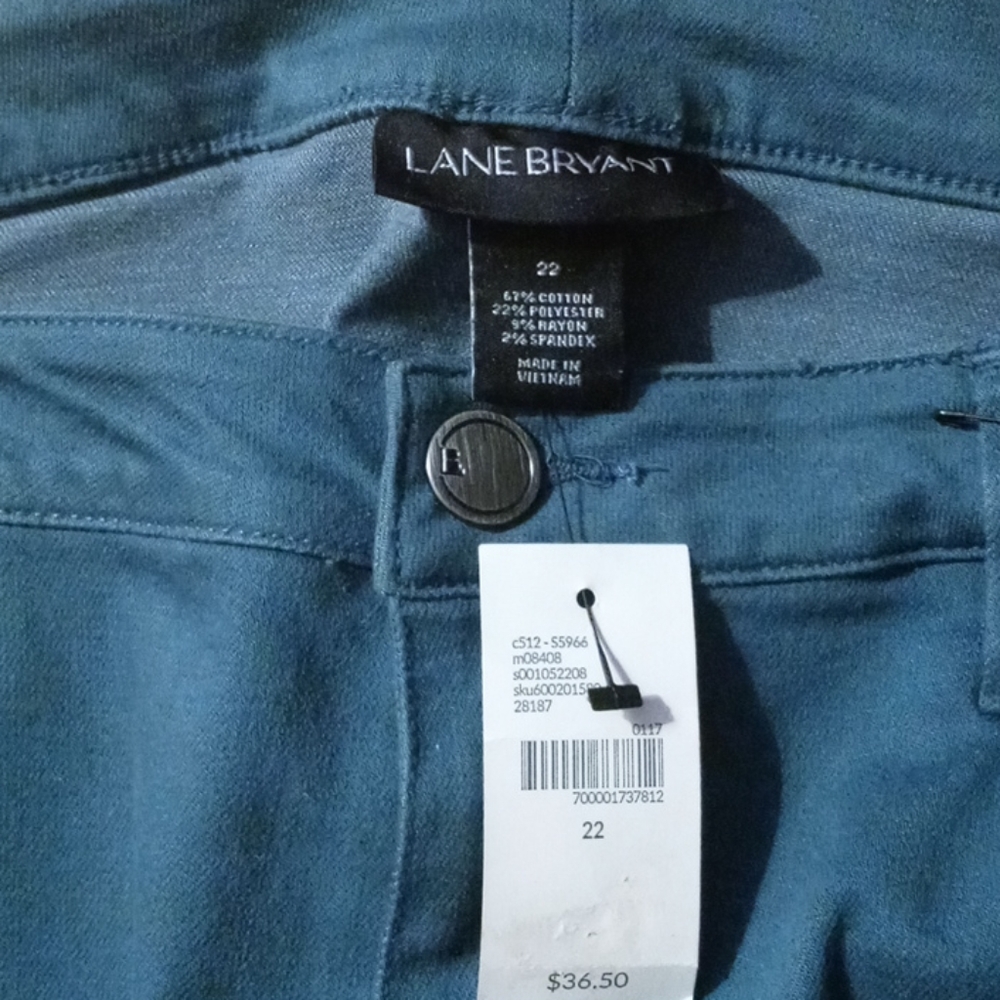 LANE BRYANT
22
67% COTTON
22% POLYESTER
9% RAYON
2% SPANDEX
MADE IN
VIETNAM
c512 - S5966
m08408
s001052208
28187
0117
700001737812
22
$36.50